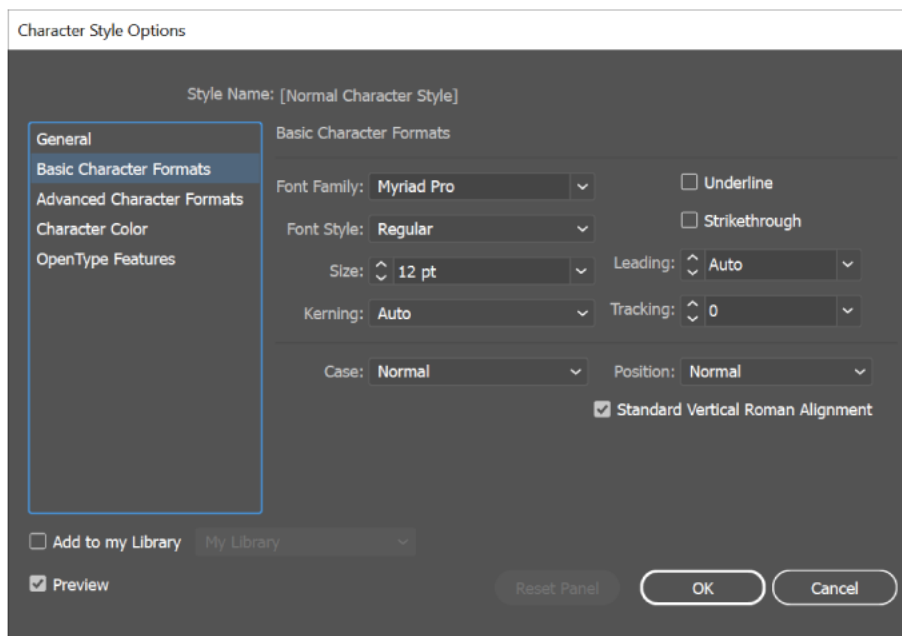 Character Style Options
Style Name: [Normal Character Style]
General
Basic Character Formats
Advanced Character Formats
Character Color
OpenType Features
Basic Character Formats
Font Family: Myriad Pro
Underline
Font Style: Regular
Strikethrough
Size: 12 pt
Leading: Auto
Kerning: Auto
Tracking: 0
Case: Normal
Position: Normal
Standard Vertical Roman Alignment
Add to my Library
My Library
Preview
Reset Panel
OK
Cancel